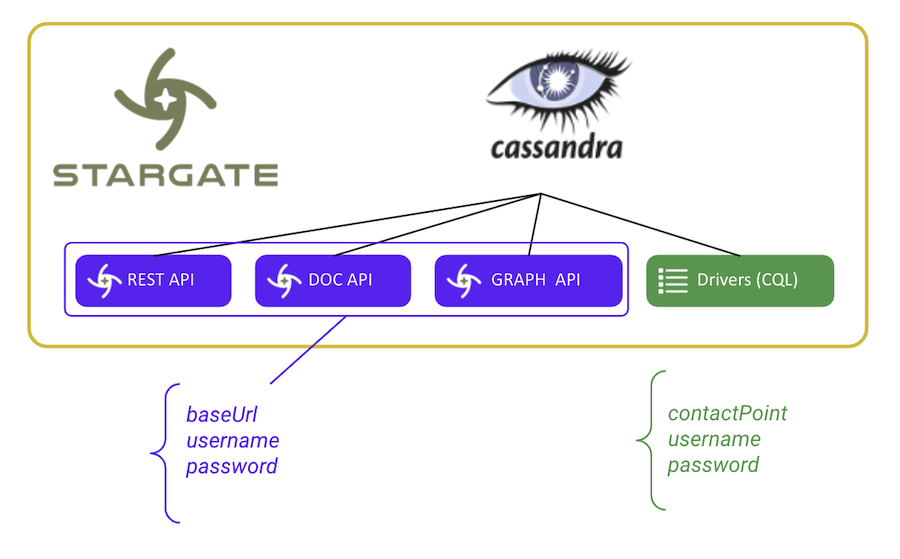 STARGATE
cassandra
REST API
DOC API
GRAPH API
Drivers (CQL)
baseUrl
username
password
contactPoint
username
password